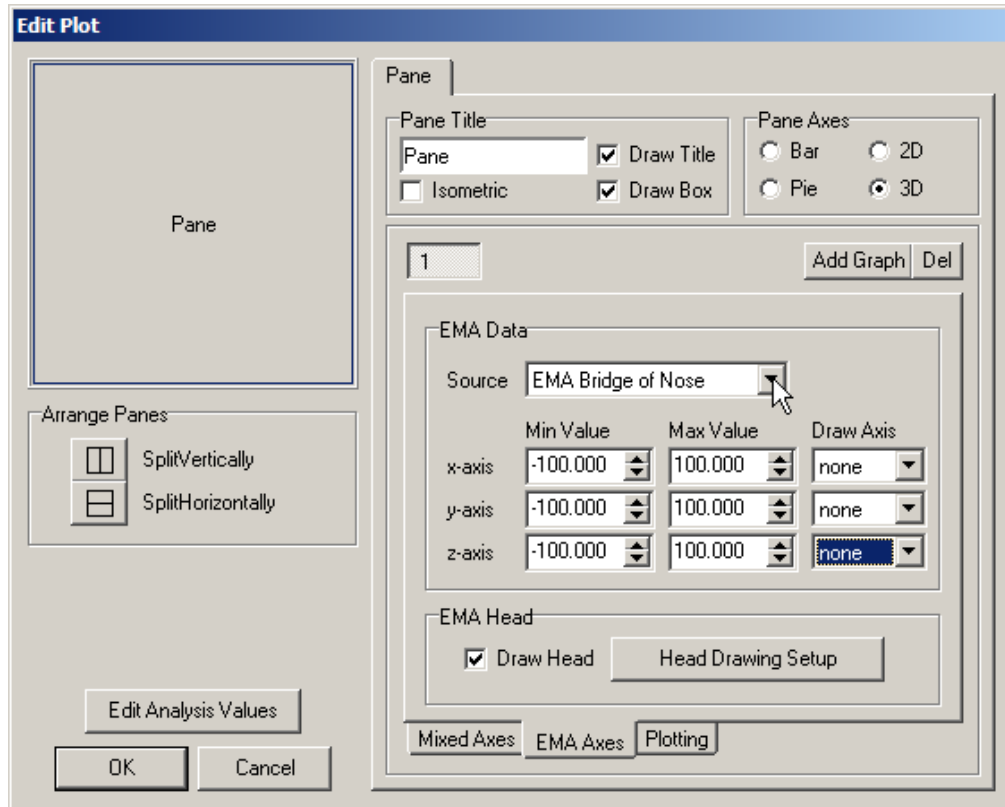 Edit Plot
Pane
Pane
Pane Title
Pane
Draw Title
Isometric
Draw Box
Pane Axes
Bar
2D
Pie
3D
1
Add Graph
Del
EMA Data
Source
EMA Bridge of Nose
Min Value Max Value Draw Axis
x-axis -100.000 100.000 none
y-axis -100.000 100.000 none
z-axis -100.000 100.000 none
EMA Head
Draw Head
Head Drawing Setup
Mixed Axes
EMA Axes
Plotting
Arrange Panes
SplitVertically
SplitHorizontally
Edit Analysis Values
OK
Cancel